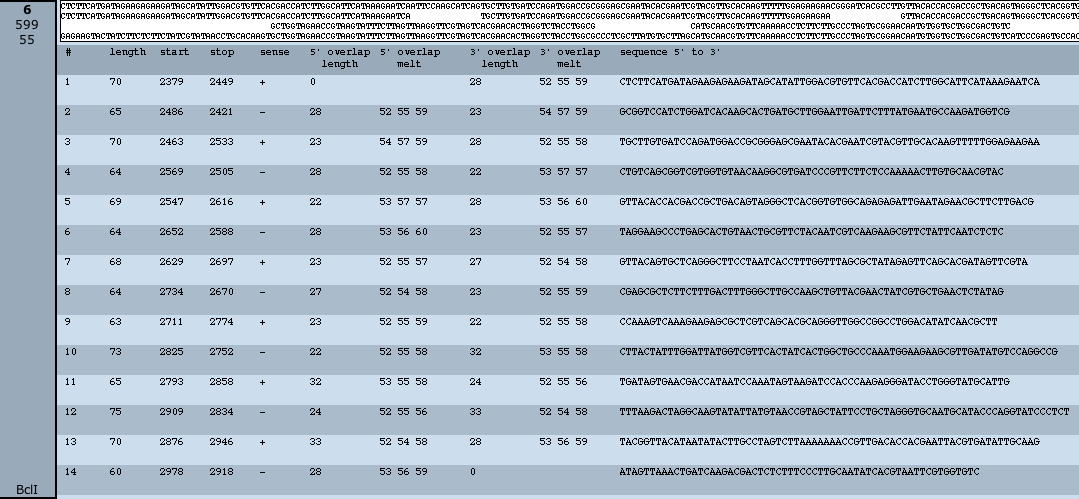 6
599
55
BclI
# length start stop sense 5' overlap length 5' overlap melt 3' overlap length 3' overlap melt sequence 5' to 3'
1 70 2379 2449 + 0 28 52 55 59 CTCTTCATGATAGAAGAGAAGATAGCATATTGGACGTGTTCACGACCATCTTGGCATTCATAAAGAATCA
2 65 2486 2421 - 28 52 55 59 23 54 57 59 GCGGTCCATCTGGATCACAAGCACTGATGCTTGGAATTGATTCTTTATGAATGCCAAGATGGTCG
3 70 2463 2533 + 23 54 57 59 28 52 55 58 TGCTTGTGATCCAGATGGACCGCGGGAGCGAATACACGAATCGTACGTTGCACAAGTTTTTGGAGAAGAA
4 64 2569 2505 - 28 52 55 58 22 53 57 57 CTGTCAGCGGTCGTGGTGTAACAAGGCGTGATCCCGTTCTTCTCCAAAAACTTGTGCAACGTAC
5 69 2547 2616 + 22 53 57 57 28 53 56 60 GTTACACCACGACCGCTGACAGTAGGGCTCACGGTGTGGCAGAGAGATTGAATAGAACGCTTCTTGACG
6 64 2652 2588 - 28 53 56 60 23 52 55 57 TAGGAAGCCCTGAGCACTGTAACTGCGTTCTACAATCGTCAAGAAGCGTTCTATTCAATCTCTC
7 68 2629 2697 + 23 52 55 57 27 52 54 58 GTTACAGTGCTCAGGGCTTCCTAATCACCTTTGGTTTAGCGCTATAGAGTTCAGCACGATAGTTCGTA
8 64 2734 2670 - 27 52 54 58 23 52 55 59 CGAGCGCTCTTCTTTGACTTTGGGCTTGCCAAGCTGTTACGAACTATCGTGCTGAACTCTATAG
9 63 2711 2774 + 23 52 55 59 22 52 55 58 CCAAAGTCAAAGAAGAGCGCTCGTCAGCACGCAGGGTTGGCCGGCCTGGACATATCAACGCTT
10 73 2825 2752 - 22 52 55 58 32 53 55 58 CTTACTATTTGGATTATGGTCGTTCACTATCACTGGCTGCCCAAATGGAAGAAGCGTTGATATGTCCAGGCCG
11 65 2793 2858 + 32 53 55 58 24 52 55 56 TGATAGTGAACGACCATAATCCAAATAGTAAGATCCACCCAAGAGGGATACCTGGGTATGCATTG
12 75 2909 2834 - 24 52 55 56 33 52 54 58 TTTAAGACTAGGCAAGTATATTATGTAACCGTAGCTATTCCTGCTAGGGTGCAATGCATACCCAGGTATCCCTCT
13 70 2876 2946 + 33 52 54 58 28 53 56 59 TACGGTTACATAATATACTTGCCTAGTCTTAAAAAAACCGTTGACACCACGAATTACGTGATATTGCAAG
14 60 2978 2918 - 28 53 56 59 0 ATAGTTAAACTGATCAAGACGACTCTCTTTCCCTTGCAATATCACGTAATTCGTGGTGTC